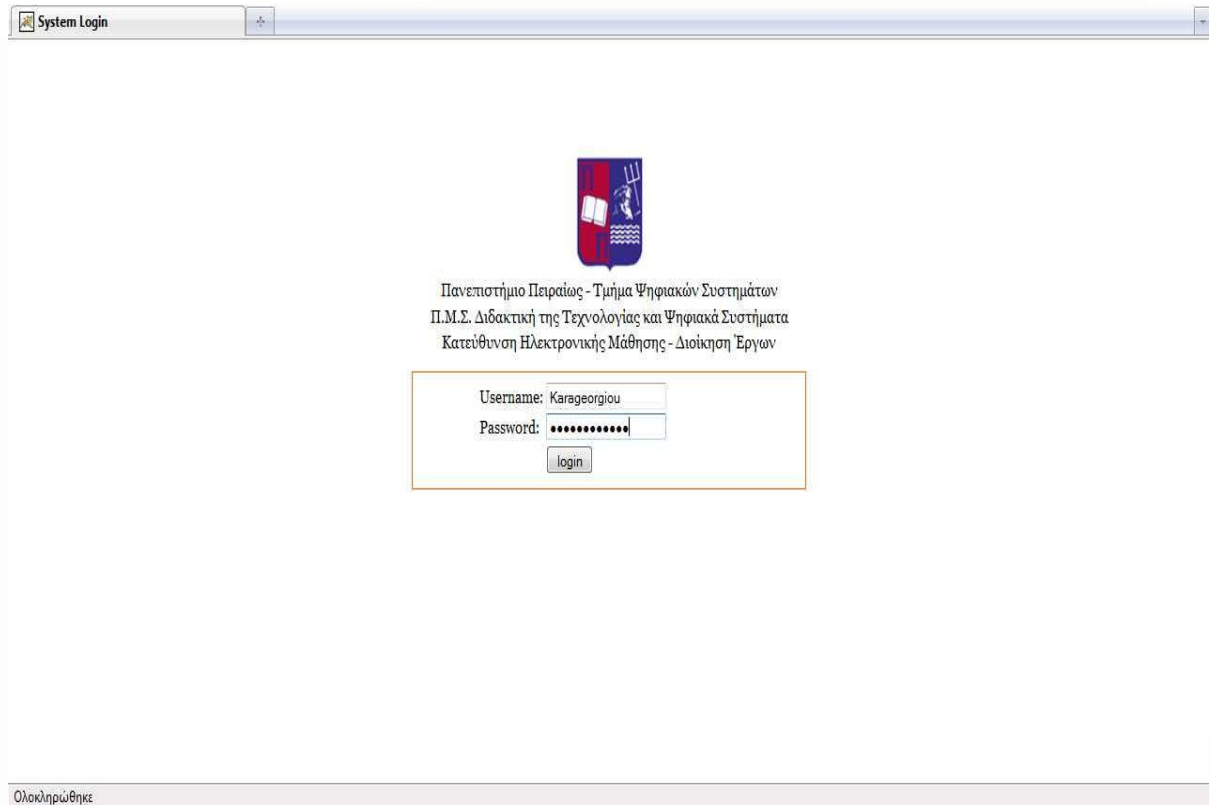 System Login
Πανεπιστήμιο Πειραίως - Τμήμα Ψηφιακών Συστημάτων
Π.Μ.Σ. Διδακτική της Τεχνολογίας και Ψηφιακά Συστήματα
Κατεύθυνση Ηλεκτρονικής Μάθησης - Διοίκηση Έργων
Username: Karageorgiou
Password: ••••••••••••
login
Ολοκληρώθηκε